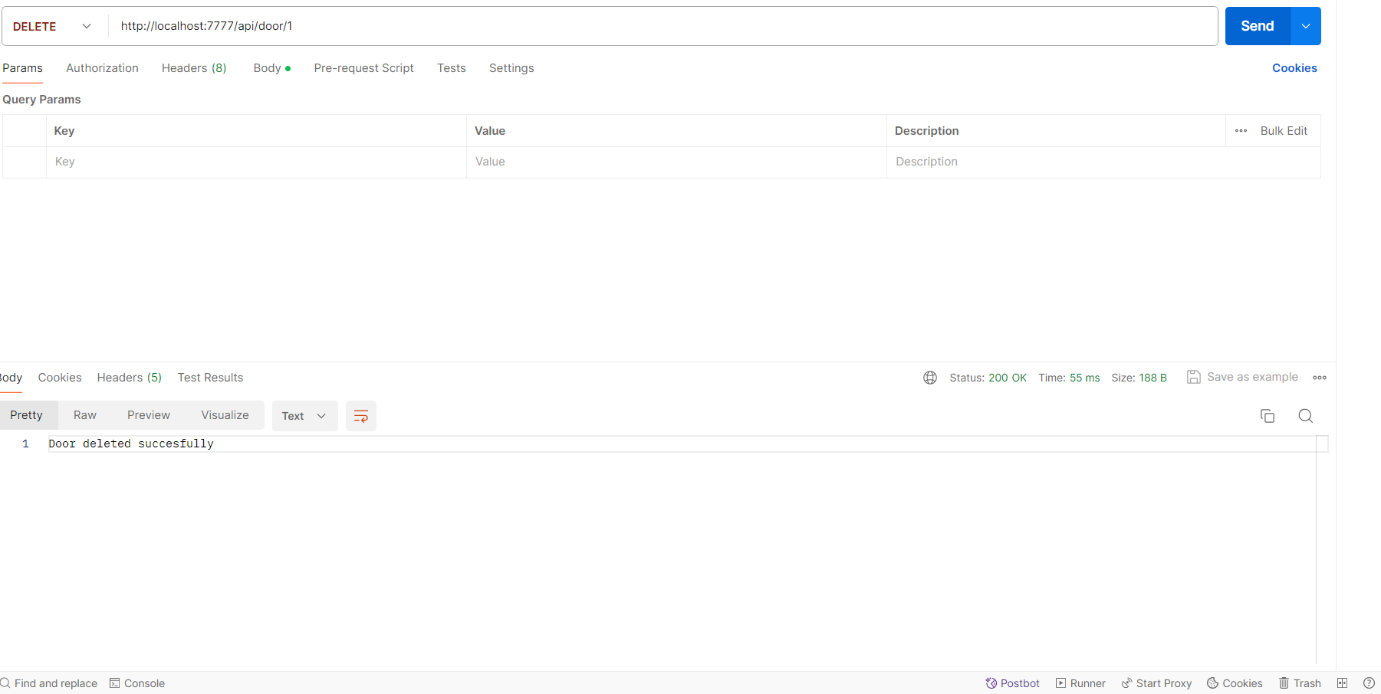 DELETE http://localhost:7777/api/door/1 Send
Params Authorization Headers (8) Body Pre-request Script Tests Settings Cookies
Query Params
Key Value Description Bulk Edit
Key Value Description
Body Cookies Headers (5) Test Results Status: 200 OK Time: 55 ms Size: 188 B Save as example
Pretty Raw Preview Visualize Text
1 Door deleted succesfully
Find and replace Console Postbot Runner Start Proxy Cookies Trash